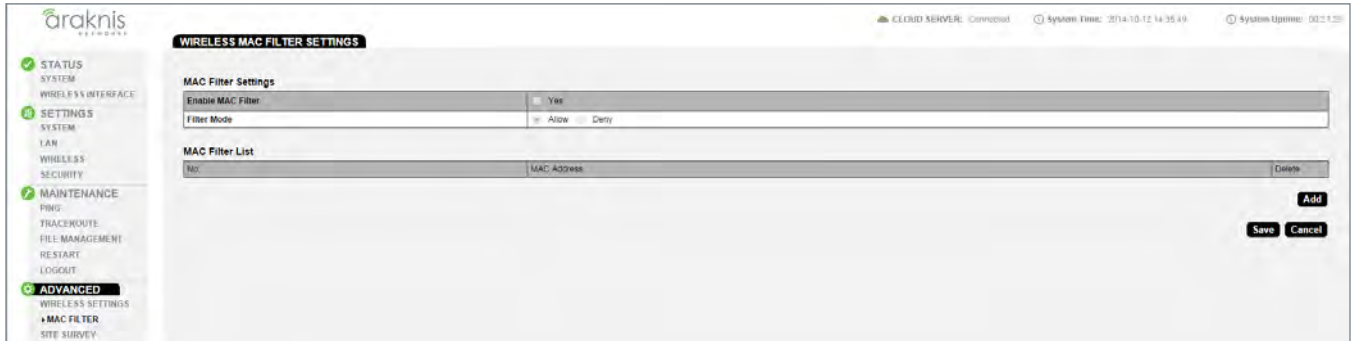 araknis
NETWORKS
CLOUD SERVER: Connected System Time: 2014-10-12 14:35:49 System Uptime:
WIRELESS MAC FILTER SETTINGS
STATUS
SYSTEM
WIRELESS INTERFACE
SETTINGS
SYSTEM
LAN
WIRELESS
SECURITY
MAINTENANCE
PING
TRACEROUTE
FILE MANAGEMENT
RESTART
LOGOUT
ADVANCED
WIRELESS SETTINGS
MAC FILTER
SITE SURVEY
MAC Filter Settings
Enable MAC Filter Yes
Filter Mode Allow Deny
MAC Filter List
No. MAC Address Delete
Add
Save Cancel